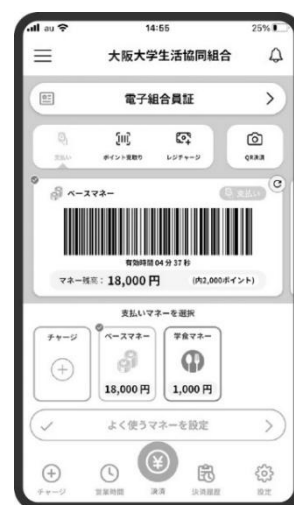 au 14:55 25%
大阪大学生活協同組合
電子組合員証
支払い ポイント受取り レジチャージ QR決済
ベースマネー 支払い
有効時間 04 分 37 秒
マネー残高: 18,000 円 (内2,000ポイント)
支払いマネーを選択
チャージ ベースマネー 学食マネー
18,000 円 1,000 円
よく使うマネーを設定
チャージ 営業時間 決済 決済履歴 設定